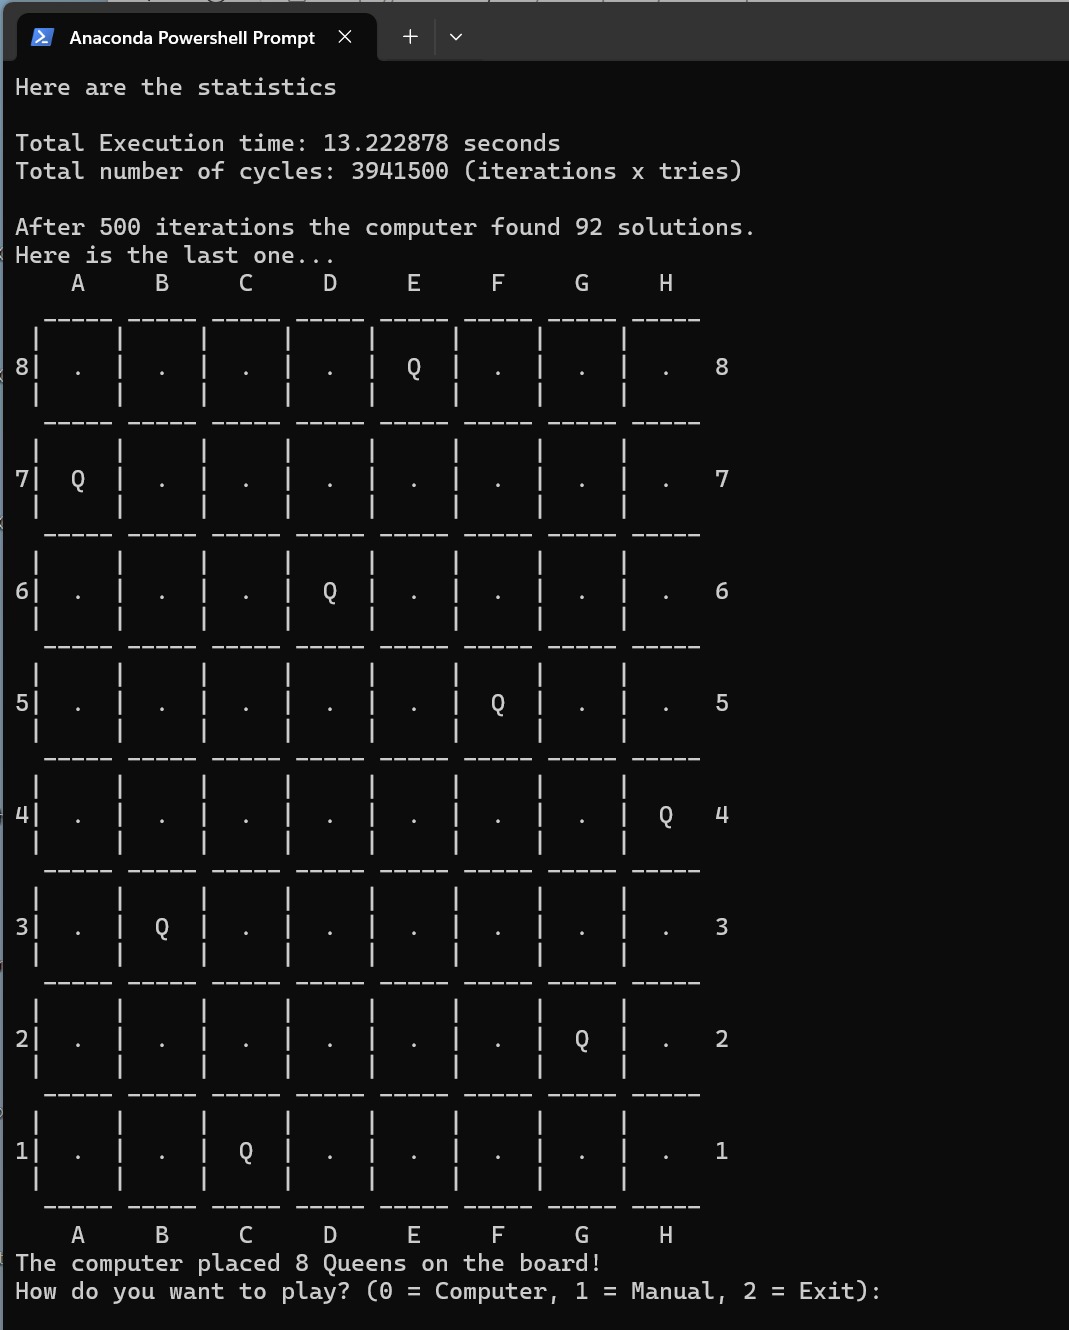 Anaconda Powershell Prompt
Here are the statistics
Total Execution time: 13.222878 seconds
Total number of cycles: 3941500 (iterations x tries)
After 500 iterations the computer found 92 solutions.
Here is the last one...
A B C D E F G H
----- ----- ----- ----- ----- ----- ----- -----
| | | | | | | |
8| . | . | . | . | Q | . | . | . 8
| | | | | | | |
----- ----- ----- ----- ----- ----- ----- -----
| | | | | | | |
7| Q | . | . | . | . | . | . | . 7
| | | | | | | |
----- ----- ----- ----- ----- ----- ----- -----
| | | | | | | |
6| . | . | . | Q | . | . | . | . 6
| | | | | | | |
----- ----- ----- ----- ----- ----- ----- -----
| | | | | | | |
5| . | . | . | . | . | Q | . | . 5
| | | | | | | |
----- ----- ----- ----- ----- ----- ----- -----
| | | | | | | |
4| . | . | . | . | . | . | . | Q 4
| | | | | | | |
----- ----- ----- ----- ----- ----- ----- -----
| | | | | | | |
3| . | Q | . | . | . | . | . | . 3
| | | | | | | |
----- ----- ----- ----- ----- ----- ----- -----
| | | | | | | |
2| . | . | . | . | . | . | Q | . 2
| | | | | | | |
----- ----- ----- ----- ----- ----- ----- -----
| | | | | | | |
1| . | . | Q | . | . | . | . | . 1
| | | | | | | |
----- ----- ----- ----- ----- ----- ----- -----
A B C D E F G H
The computer placed 8 Queens on the board!
How do you want to play? (0 = Computer, 1 = Manual, 2 = Exit):